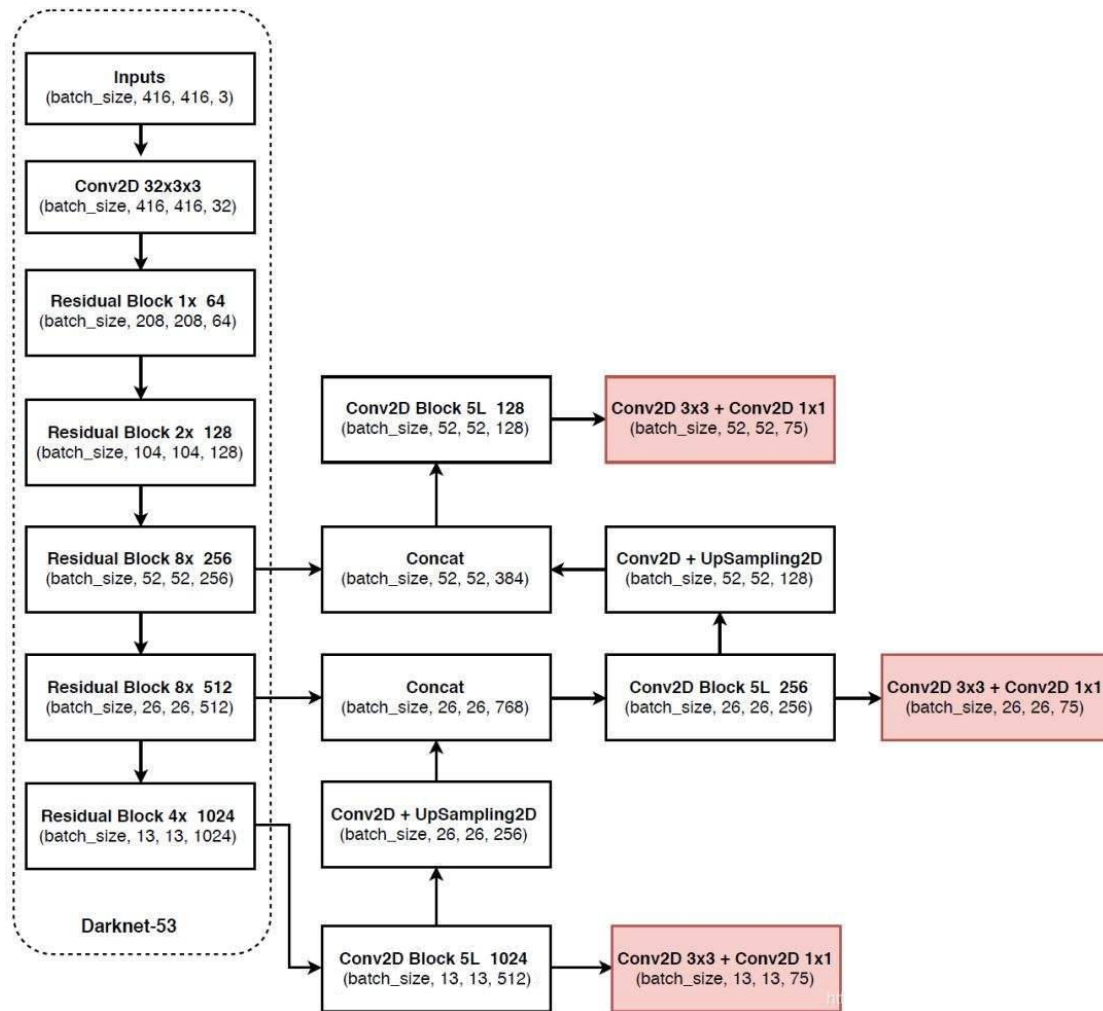 Inputs
(batch_size, 416, 416, 3)
Conv2D 32x3x3
(batch_size, 416, 416, 32)
Residual Block 1x 64
(batch_size, 208, 208, 64)
Residual Block 2x 128
(batch_size, 104, 104, 128)
Residual Block 8x 256
(batch_size, 52, 52, 256)
Residual Block 8x 512
(batch_size, 26, 26, 512)
Residual Block 4x 1024
(batch_size, 13, 13, 1024)
Darknet-53
Conv2D Block 5L 128
(batch_size, 52, 52, 128)
Conv2D 3x3 + Conv2D 1x1
(batch_size, 52, 52, 75)
Concat
(batch_size, 52, 52, 384)
Conv2D + UpSampling2D
(batch_size, 52, 52, 128)
Concat
(batch_size, 26, 26, 768)
Conv2D Block 5L 256
(batch_size, 26, 26, 256)
Conv2D 3x3 + Conv2D 1x1
(batch_size, 26, 26, 75)
Conv2D + UpSampling2D
(batch_size, 26, 26, 256)
Conv2D Block 5L 1024
(batch_size, 13, 13, 512)
Conv2D 3x3 + Conv2D 1x1
(batch_size, 13, 13, 75)